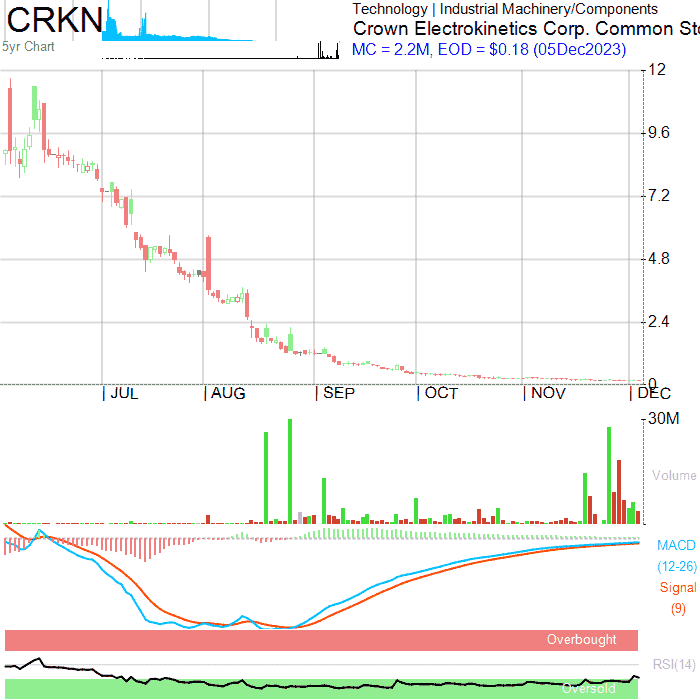 CRKN
5yr Chart
Technology | Industrial Machinery/Components
Crown Electrokinetics Corp. Common Sto
MC = 2.2M, EOD = $0.18 (05Dec2023)
12
9.6
7.2
4.8
2.4
0
JUL
AUG
SEP
OCT
NOV
DEC
30M
Volume
MACD
(12-26)
Signal
(9)
Overbought
RSI(14)
Oversold